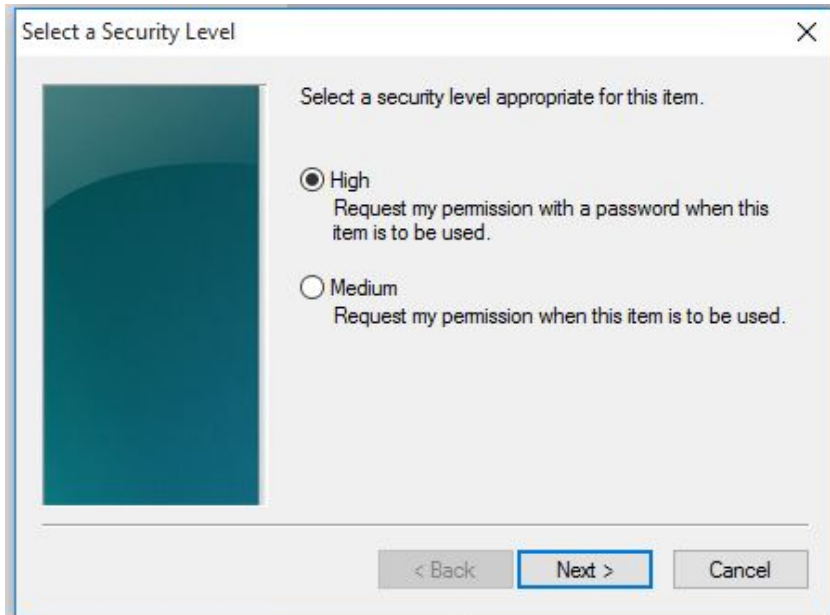 Select a Security Level
Select a security level appropriate for this item.
High
Request my permission with a password when this
item is to be used.
Medium
Request my permission when this item is to be used.
< Back
Next >
Cancel